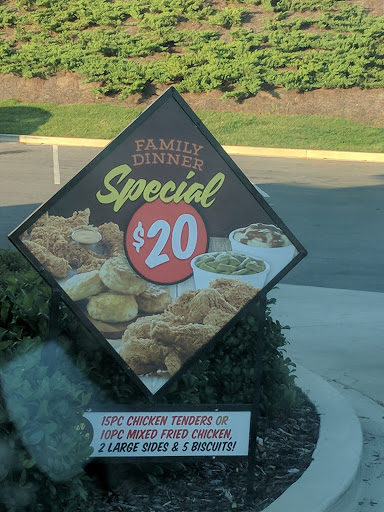 FAMILY
DINNER
Special
$20
15PC CHICKEN TENDERS OR
10PC MIXED FRIED CHICKEN,
2 LARGE SIDES & 5 BISCUITS!